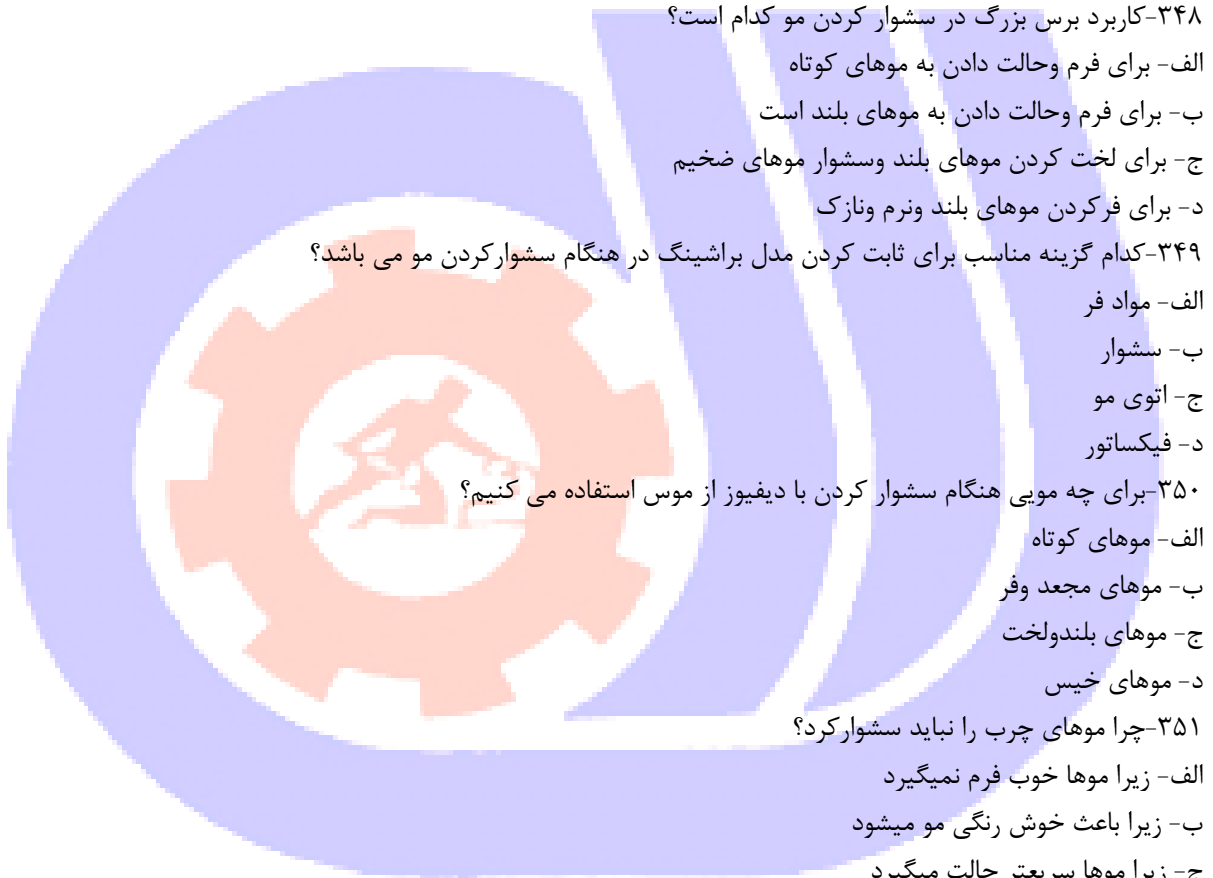 ۳۴۸-کاربرد برس بزرگ در سشوار کردن مو کدام است؟
الف- برای فرم وحالت دادن به موهای کوتاه
ب- برای فرم وحالت دادن به موهای بلند است
ج- برای لخت کردن موهای بلند وسشوار موهای ضخیم
د- برای فرکردن موهای بلند ونرم ونازک
۳۴۹-کدام گزینه مناسب برای ثابت کردن مدل براشینگ در هنگام سشوارکردن مو می باشد؟
الف- مواد فر
ب- سشوار
ج- اتوی مو
د- فیکساتور
۳۵۰-برای چه مویی هنگام سشوار کردن با دیفیوز از موس استفاده می کنیم؟
الف- موهای کوتاه
ب- موهای مجعد وفر
ج- موهای بلندولخت
د- موهای خیس
۳۵۱-چرا موهای چرب را نباید سشوارکرد؟
الف- زیرا موها خوب فرم نمیگیرد
ب- زیرا باعث خوش رنگی مو میشود
ج- زیرا موها سریعتر حالت میگیرد